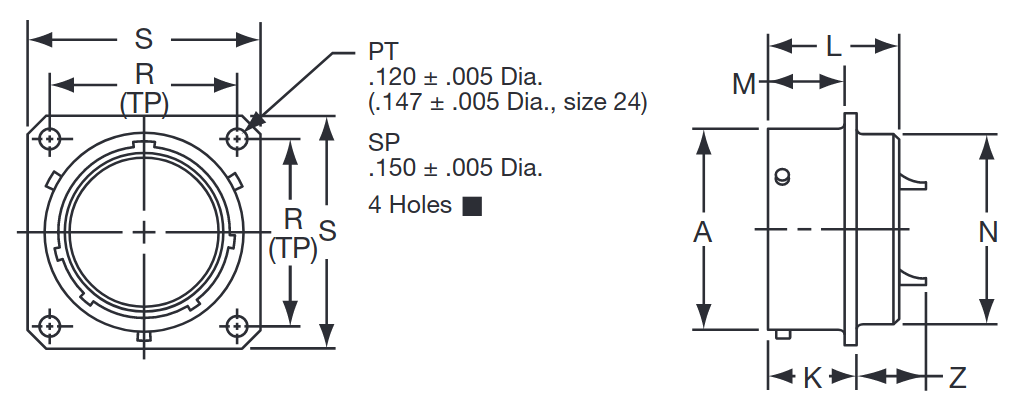 S
R
(TP)
PT
.120 ± .005 Dia.
(.147 ± .005 Dia., size 24)
SP
.150 ± .005 Dia.
4 Holes
R
(TP)
S
L
M
A
N
K
Z